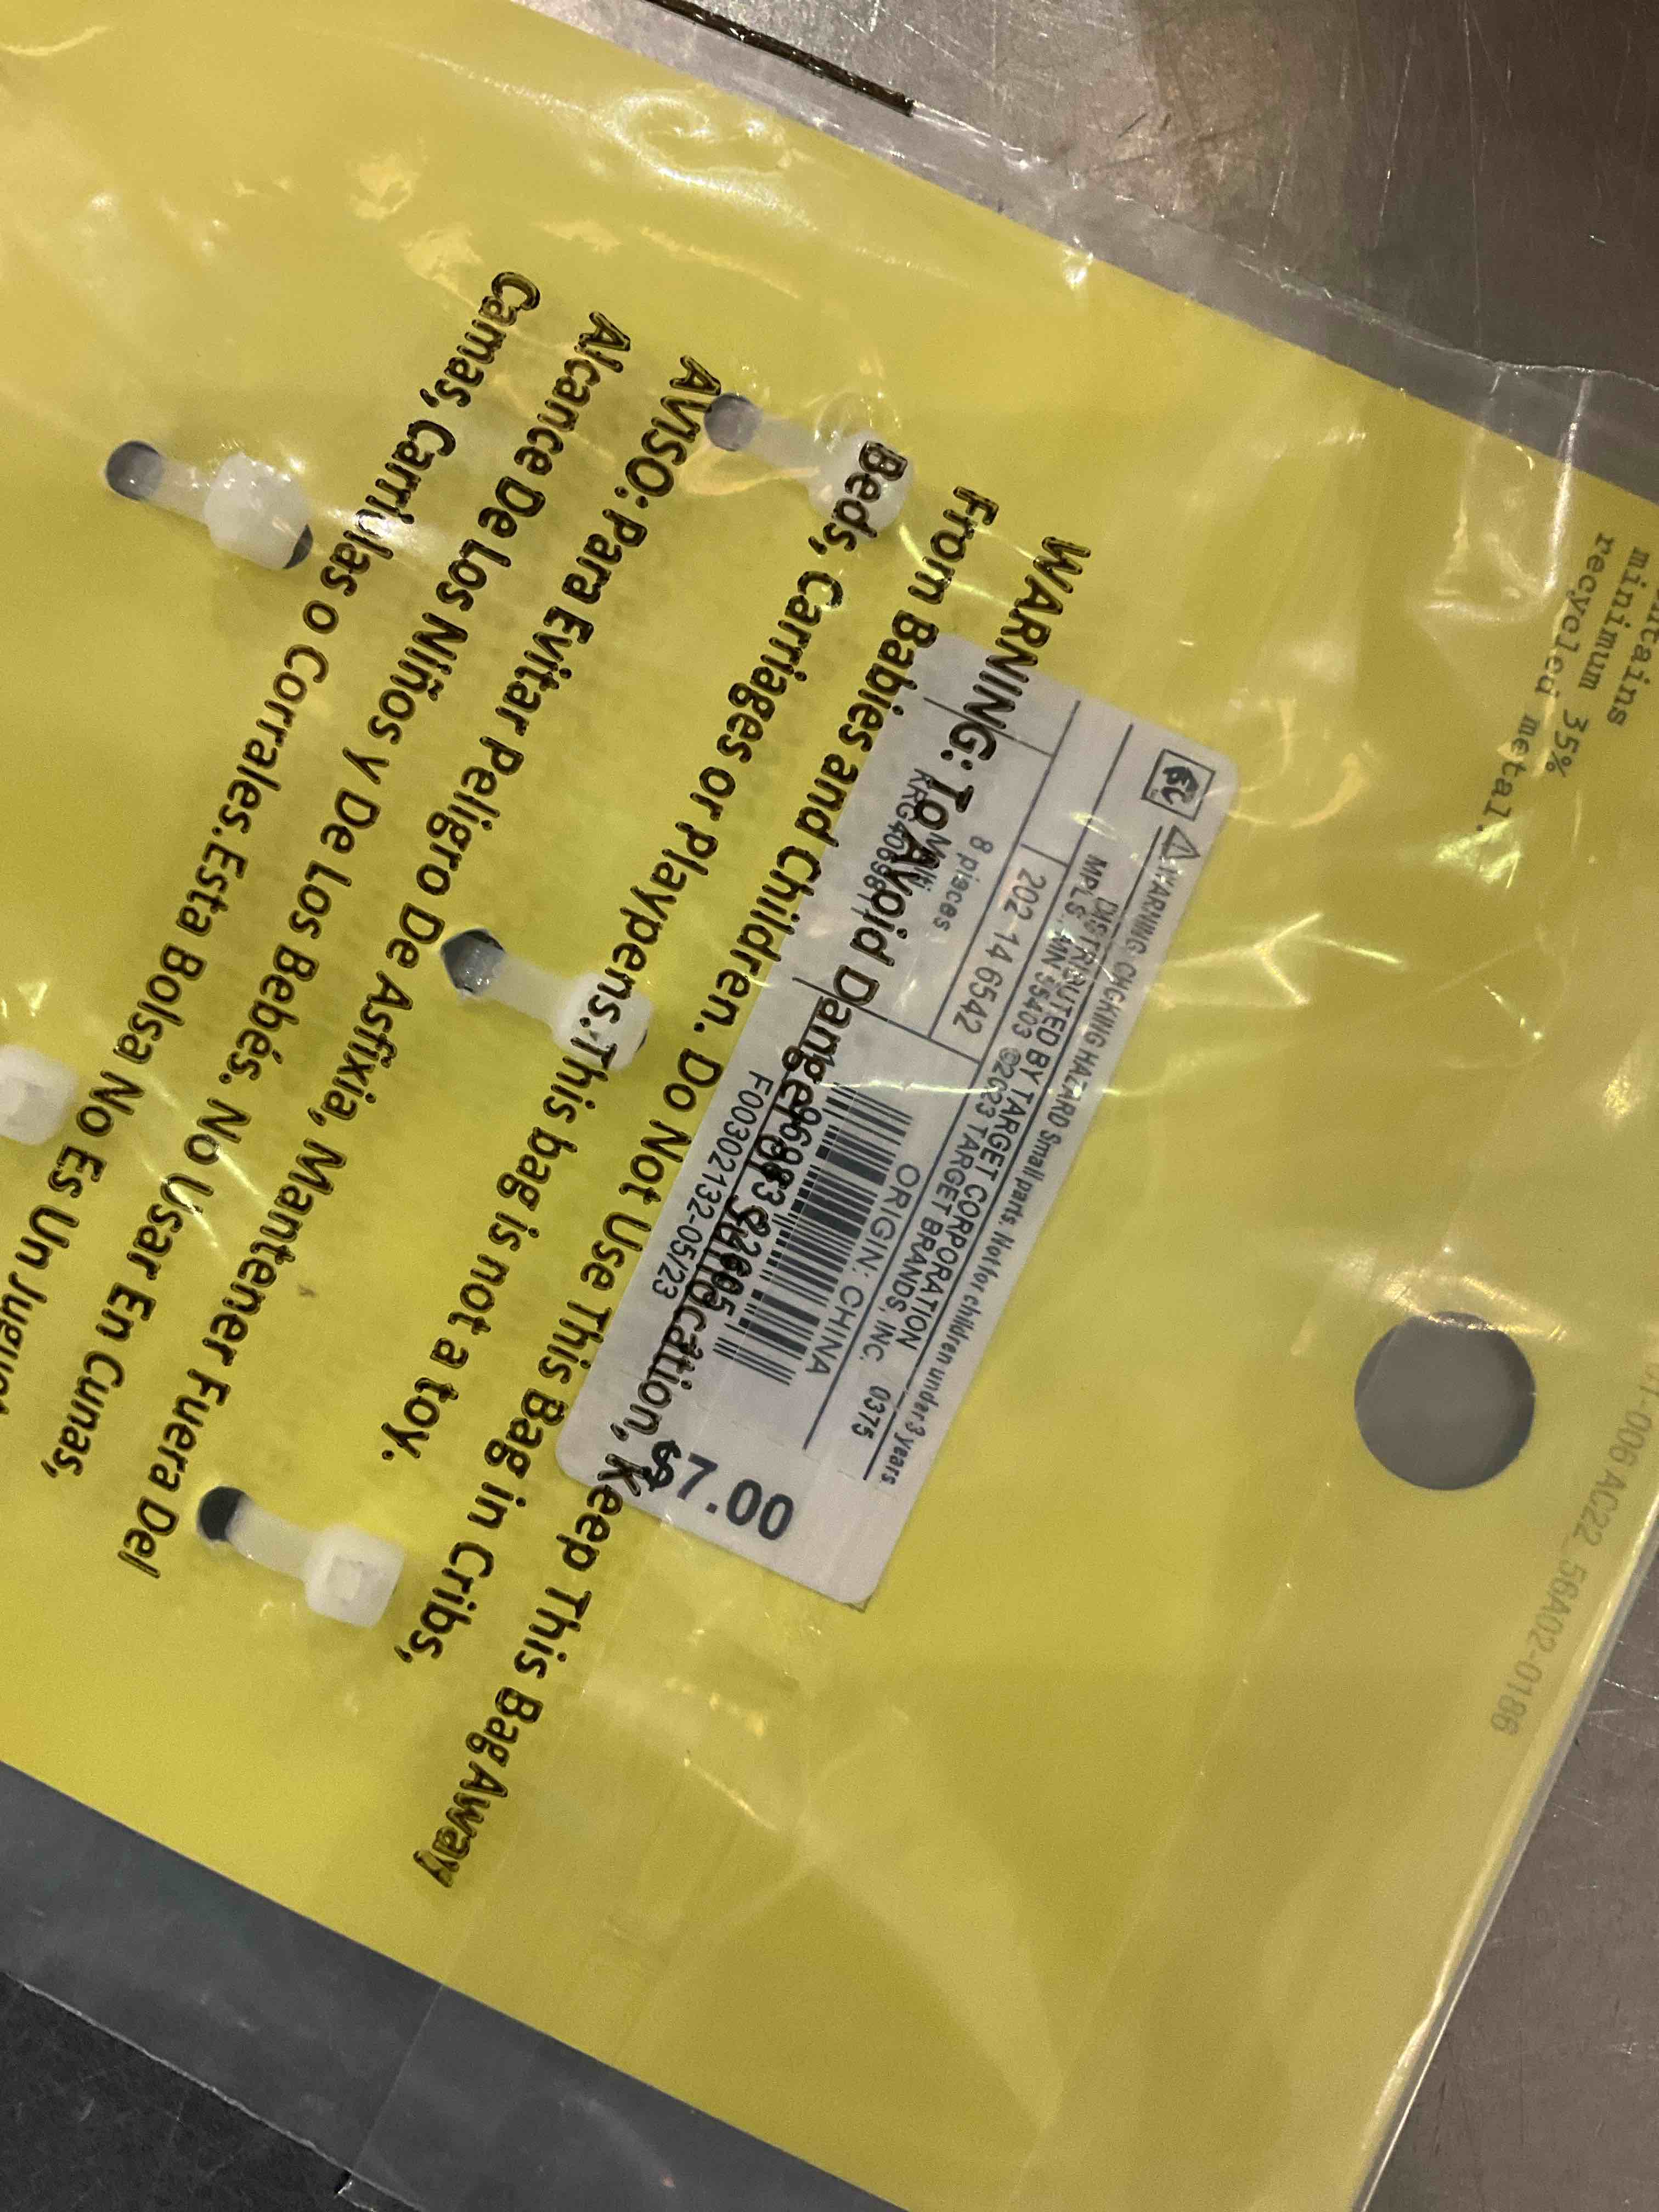 minimum 35%
recycled metal.
WARNING: CHOKING HAZARD Small parts. Not for children under 3 years
DISTRIBUTED BY TARGET CORPORATION
MPLS., MN 55403 ©2023 TARGET BRANDS, INC. 0375
202 14 6542
ORIGIN: CHINA
8 pieces
Multi
F00302132-05/23
$7.00
WARNING: To Avoid Danger of Suffocation, Keep This Bag Away
From Babies and Children. Do Not Use This Bag in Cribs,
Beds, Carriages or Playpens. This bag is not a toy.
AVISO: Para Evitar Peligro De Asfixia, Mantener Fuera Del
Alcance De Los Niños y De Los Bebés. No Usar En Cunas,
Camas, Carriolas o Corrales. Esta Bolsa No Es Un